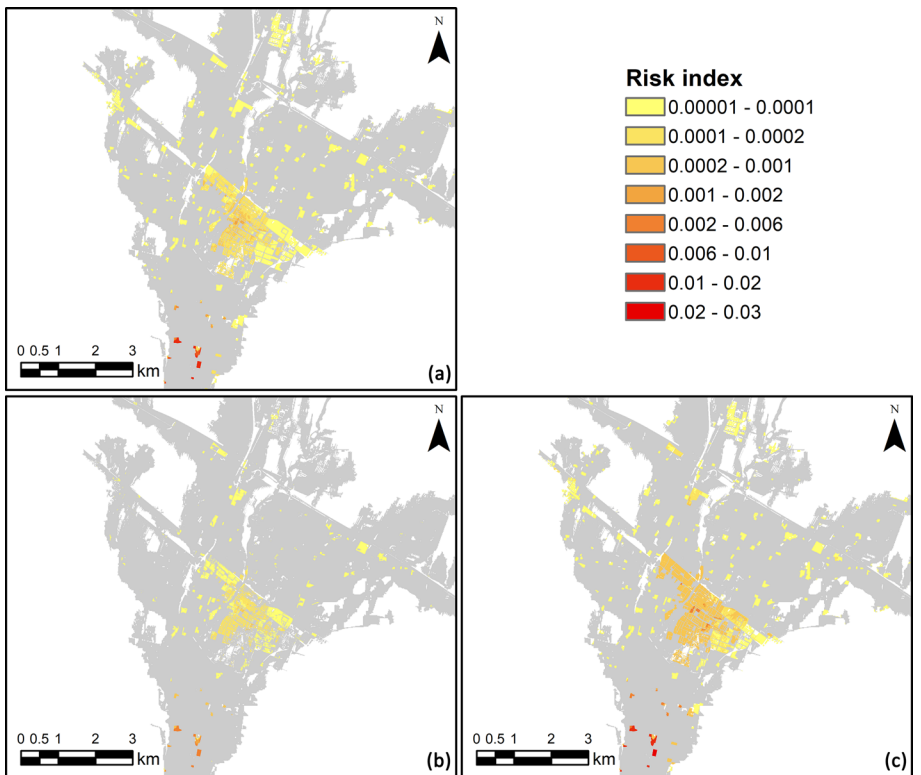 N
Risk index
0.00001 - 0.0001
0.0001 - 0.0002
0.0002 - 0.001
0.001 - 0.002
0.002 - 0.006
0.006 - 0.01
0.01 - 0.02
0.02 - 0.03
0 0.5 1 2 3
km
(a)
N
0 0.5 1 2 3
km
(b)
N
0 0.5 1 2 3
km
(c)